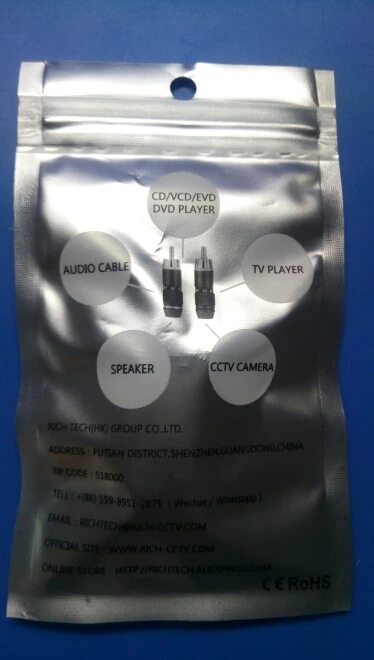 CD/VCD/EVD
DVD PLAYER
AUDIO CABLE
TV PLAYER
SPEAKER
CCTV CAMERA
RICH TECH(HK) GROUP CO.,LTD.
ADDRESS : FUTIAN DISTRICT,SHENZHEN,GUANGDONG,CHINA
ZIP CODE : 518000
TELL : +(86) 159-8951-2875 ( Wechal / Whatsapp )
EMAIL : RICHTECH@RICH-CCTV.COM
OFFICIAL SITE : WWW.RICH-CCTV.COM
ONLINE STORE : HTTP://RICHTECH.ALIEXPRESS.COM
CE RoHS